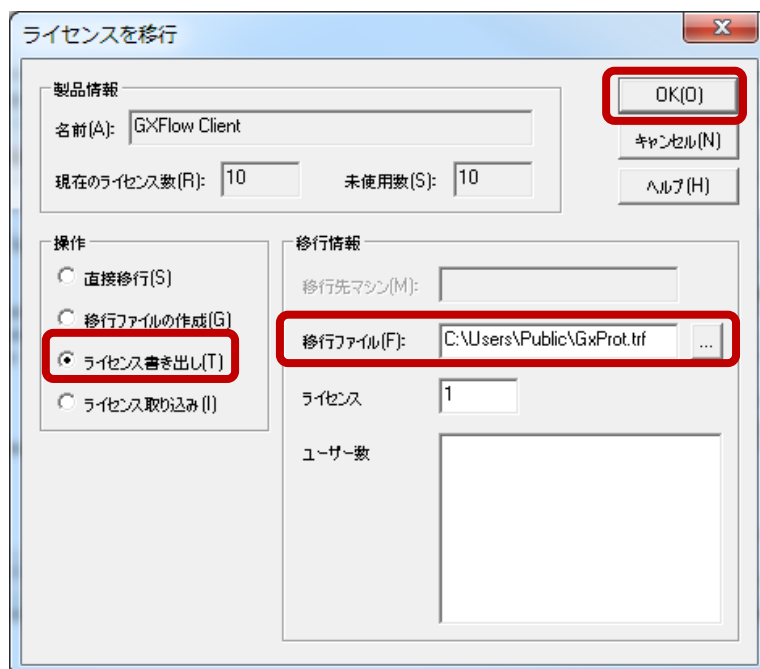 ライセンスを移行
製品情報
名前(A): GXFlow Client
現在のライセンス数(R): 10 未使用数(S): 10
OK(O)
キャンセル(N)
ヘルプ(H)
操作
直接移行(S)
移行ファイルの作成(G)
ライセンス書き出し(T)
ライセンス取り込み(I)
移行情報
移行先マシン(M):
移行ファイル(F): C:\Users\Public\GxProt.trf ...
ライセンス 1
ユーザー数